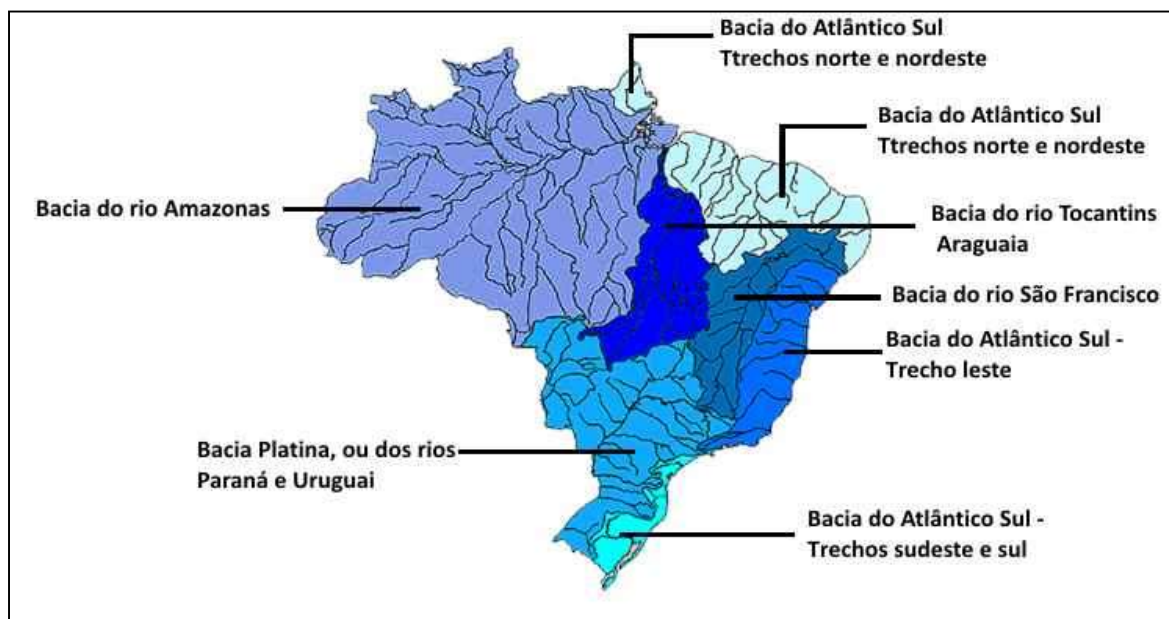 Bacia do Atlântico Sul
Ttrechos norte e nordeste
Bacia do Atlântico Sul
Ttrechos norte e nordeste
Bacia do rio Amazonas
Bacia do rio Tocantins
Araguaia
Bacia do rio São Francisco
Bacia do Atlântico Sul -
Trecho leste
Bacia Platina, ou dos rios
Paraná e Uruguai
Bacia do Atlântico Sul -
Trechos sudeste e sul